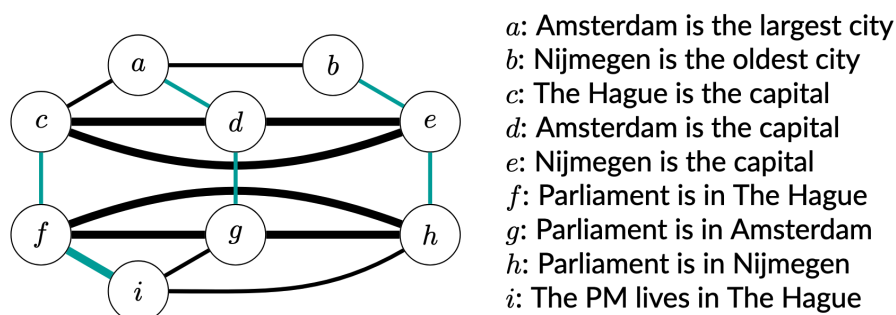 a
b
c
d
e
f
g
h
i
a: Amsterdam is the largest city
b: Nijmegen is the oldest city
c: The Hague is the capital
d: Amsterdam is the capital
e: Nijmegen is the capital
f: Parliament is in The Hague
g: Parliament is in Amsterdam
h: Parliament is in Nijmegen
i: The PM lives in The Hague